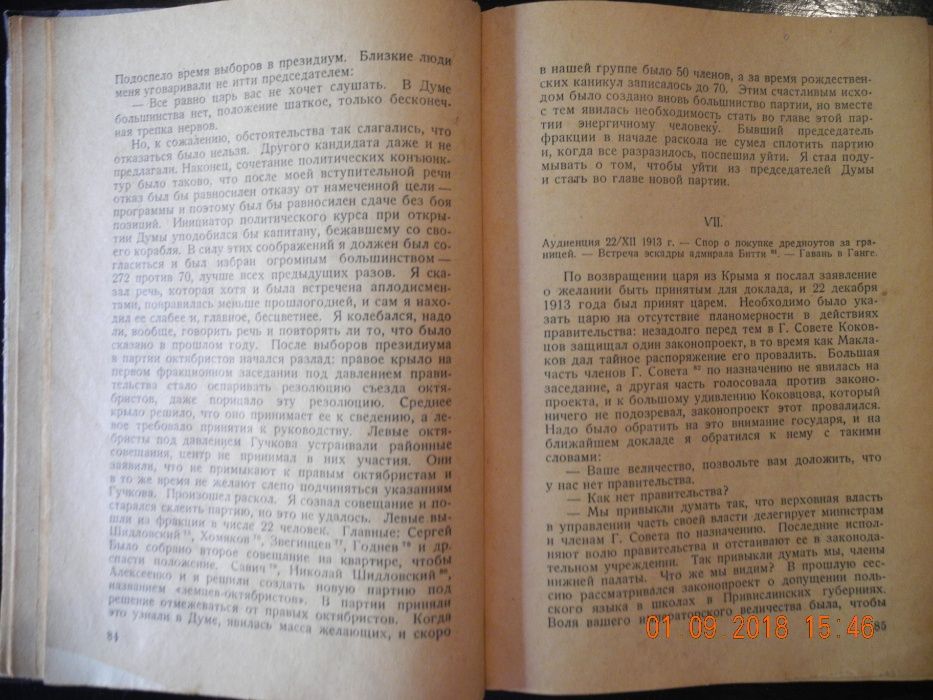 Подоспело время выборов в президиум. Близкие люди
меня уговаривали не итти председателем:
— Все равно царь вас не хочет слушать. В Думе
большинства нет, положение шаткое, только бесконеч-
ная трепка нервов.
Но, к сожалению, обстоятельства так слагались, что
отказаться было нельзя. Другого кандидата даже и не
предлагали. Наконец, сочетание политических конъюнк-
тур было таково, что после моей вступительной речи
отказ был бы равносилен отказу от намеченной цели —
программы и поэтому был бы равносилен сдаче без боя
позиций. Инициатор политического курса при откры-
тии Думы уподобился бы капитану, бежавшему со сво-
его корабля. В силу этих соображений я должен был со-
гласиться и был избран огромным большинством —
272 против 70, лучше всех предыдущих разов. Я ска-
зал речь, которая хотя и была встречена аплодисмен-
тами, понравилась меньше прошлогодней, и сам я нахо-
дил ее слабее и, главное, бесцветнее. Я колебался, надо
ли, вообще, говорить речь и повторять ли то, что было
сказано в прошлом году. После выборов президиума
в партии октябристов начался разлад: правое крыло на
первом фракционном заседании под давлением прави-
тельства стало оспаривать резолюцию съезда октя-
бристов, даже порицало эту резолюцию. Среднее
крыло решило, что оно принимает ее к сведению, а ле-
вое требовало принятия к руководству. Левые октя-
бристы под давлением Гучкова устраивали районные
совещания, центр не принимал в них участия. Они
заявили, что не примыкают к правым октябристам и
в то же время не желают слепо подчиняться указаниям
Гучкова. Произошел раскол. Я созвал совещание и по-
старался склеить партию, но это не удалось. Левые вы-
шли из фракции в числе 22 человек. Главные: Сергей
Шидловский ⁷⁵, Хомяков ⁷⁶, Звегинцев ⁷⁷, Годнев ⁷⁸ и др.
Было собрано второе совещание на квартире, чтобы
спасти положение. Савич ⁷⁹, Николай Шидловский ⁸⁰,
Алексеенко и я решили создать новую партию под
названием «земцев-октябристов». В партии приняли
решение отмежеваться от правых октябристов. Когда
это узнали в Думе, явилась масса желающих, и скоро
84
в нашей группе было 50 членов, а за время рождествен-
ских каникул записалось до 70. Этим счастливым исхо-
дом было создано вновь большинство партии, но вместе
с тем явилась необходимость стать во главе этой пар-
тии энергичному человеку. Бывший председатель
фракции в начале раскола не сумел сплотить партию
и, когда все разразилось, поспешил уйти. Я стал поду-
мывать о том, чтобы уйти из председателей Думы
и стать во главе новой партии.
VII.
Аудиенция 22/XII 1913 г. — Спор о покупке дредноутов за гра-
ницей. — Встреча эскадры адмирала Битти ⁸¹. — Гавань в Ганге.
По возвращении царя из Крыма я послал заявление
о желании быть принятым для доклада, и 22 декабря
1913 года был принят царем. Необходимо было ука-
зать царю на отсутствие планомерности в действиях
правительства: незадолго перед тем в Г. Совете Коков-
цов защищал один законопроект, в то время как Макла-
ков дал тайное распоряжение его провалить. Большая
часть членов Г. Совета ⁸² по назначению не явилась на
заседание, а другая часть голосовала против законо-
проекта, и к большому удивлению Коковцова, который
ничего не подозревал, законопроект этот провалился.
Надо было обратить на это внимание государя, и на
ближайшем докладе я обратился к нему с такими
словами:
— Ваше величество, позвольте вам доложить, что
у нас нет правительства.
— Как нет правительства?
— Мы привыкли думать так, что верховная власть
в управлении часть своей власти делегирует министрам
и членам Г. Совета по назначению. Последние испол-
няют волю правительства и отстаивают ее в законода-
тельном учреждении. Так привыкли думать мы, члены
нижней палаты. Что же мы видим? В прошлую сес-
сию рассматривался законопроект о допущении поль-
ского языка в школах в Привислинских губерниях.
Воля вашего императорского величества была, чтобы
85
01.09.2018 15:46